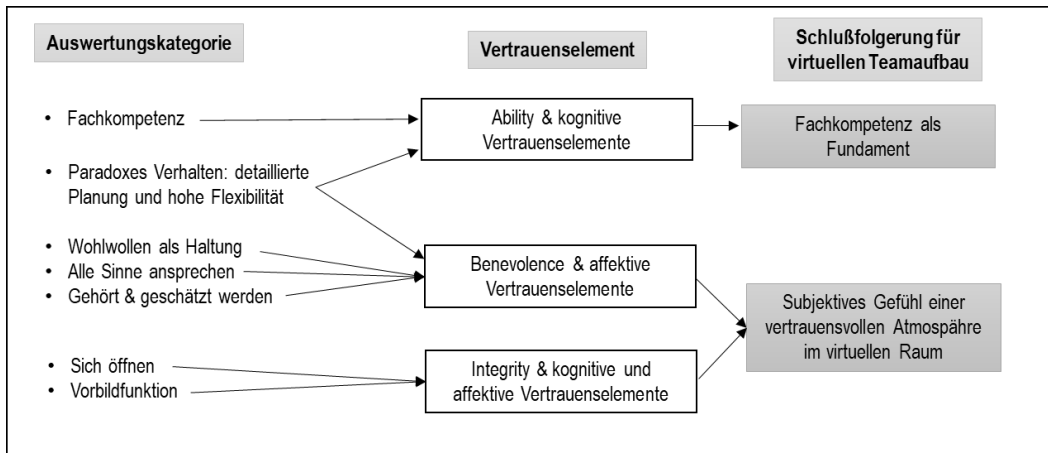 Auswertungskategorie
Vertrauenselement
Schlußfolgerung für
virtuellen Teamaufbau
• Fachkompetenz
• Paradoxes Verhalten: detaillierte
Planung und hohe Flexibilität
• Wohlwollen als Haltung
• Alle Sinne ansprechen
• Gehört & geschätzt werden
• Sich öffnen
• Vorbildfunktion
Ability & kognitive
Vertrauenselemente
Benevolence & affektive
Vertrauenselemente
Integrity & kognitive und
affektive Vertrauenselemente
Fachkompetenz als
Fundament
Subjektives Gefühl einer
vertrauensvollen Atmospähre
im virtuellen Raum